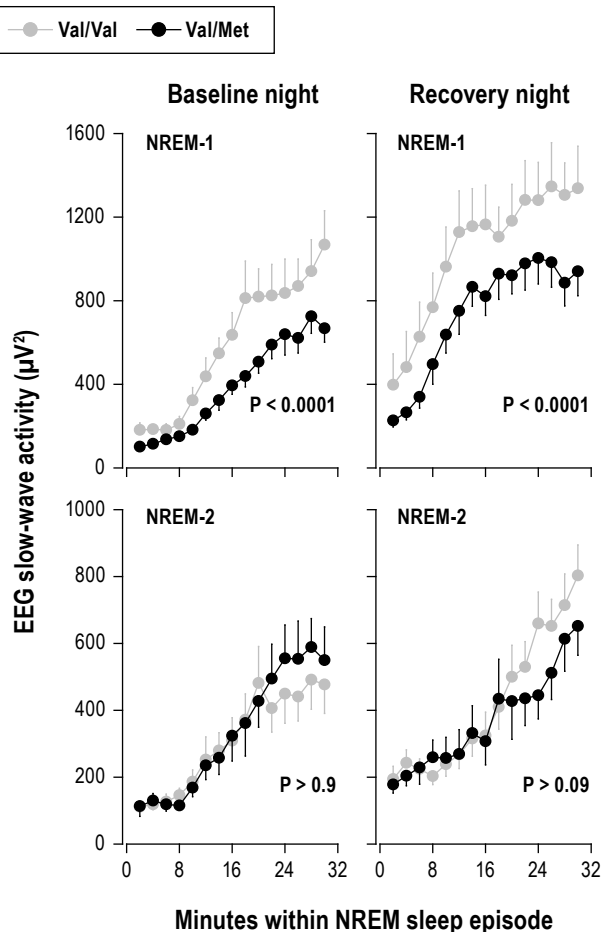 Val/Val Val/Met
Baseline night Recovery night
EEG slow-wave activity (µV²)
1600
1200
800
400
0
NREM-1
P < 0.0001
NREM-1
P < 0.0001
1000
800
600
400
200
0
NREM-2
P > 0.9
NREM-2
P > 0.09
0 8 16 24 32 0 8 16 24 32
Minutes within NREM sleep episode